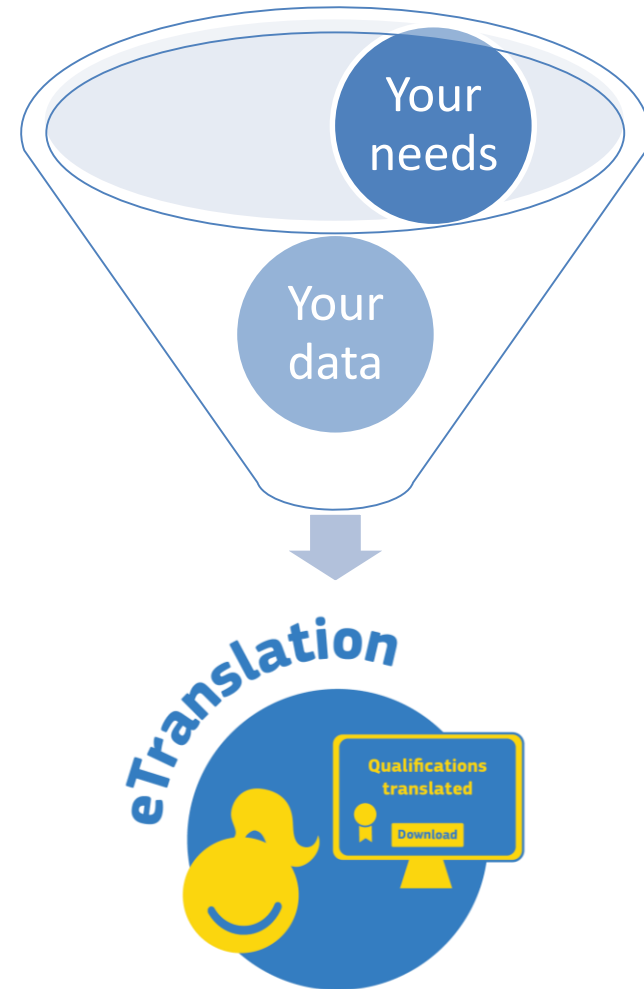 Your
needs
Your
data
eTranslation
Qualifications
translated
Download